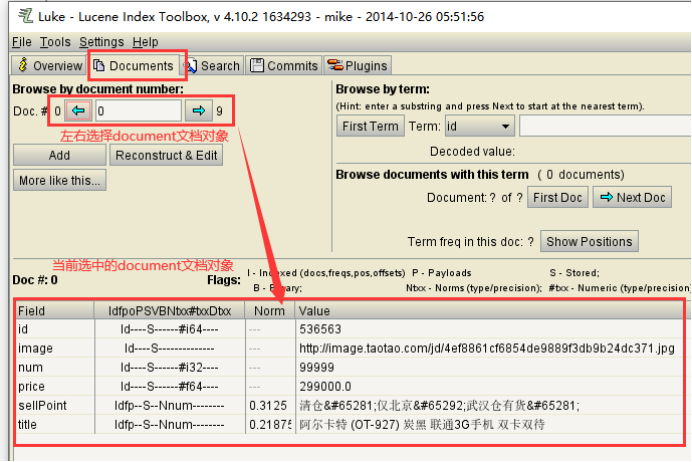 Luke - Lucene Index Toolbox, v 4.10.2 1634293 - mike - 2014-10-26 05:51:56
File Tools Settings Help
Overview Documents Search Commits Plugins
Browse by document number:
Doc. # 0 0 9
左右选择document文档对象
Add Reconstruct & Edit
More like this...
Browse by term:
(Hint: enter a substring and press Next to start at the nearest term).
First Term Term: id
Decoded value:
Browse documents with this term ( 0 documents)
Document: ? of ? First Doc Next Doc
Term freq in this doc: ? Show Positions
当前选中的document文档对象
Doc #: 0 Flags:
I - Indexed (docs,freqs,pos,offsets) P - Payloads S - Stored;
B - Binary; Ntxx - Norms (type/precision); #txx - Numeric (type/precision)
Field IdfpoPSVBNtxx#txxDtxx Norm Value
id Id----S------#i64---- --- 536563
image Id----S-------------- --- http://image.taotao.com/jd/4ef8861cf6854de9889f3db9b24dc371.jpg
num Id----S------#i32---- --- 99999
price Id----S------#f64---- --- 299000.0
sellPoint Idfp--S--Nnum-------- 0.3125 清仓&#65281;仅北京&#65292;武汉仓有货&#65281;
title Idfp--S--Nnum-------- 0.21875 阿尔卡特 (OT-927) 炭黑 联通3G手机 双卡双待